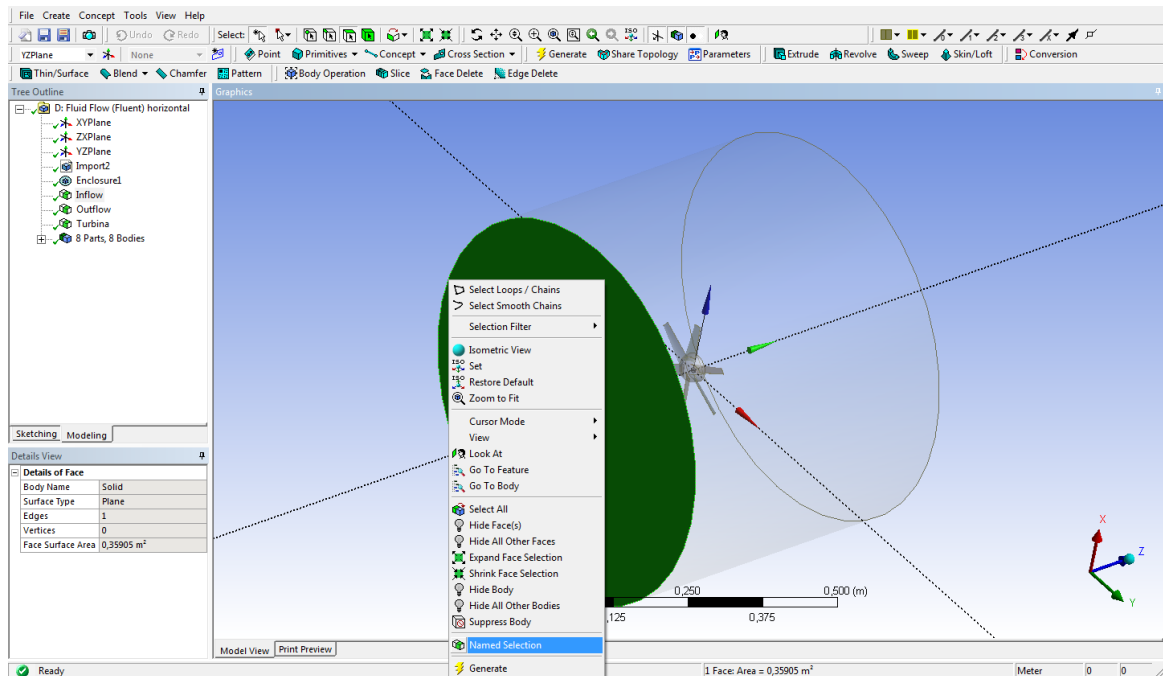 File Create Concept Tools View Help
Undo Redo Select:
YZPlane None Point Primitives Concept Cross Section Generate Share Topology Parameters Extrude Revolve Sweep Skin/Loft Conversion
Thin/Surface Blend Chamfer Pattern Body Operation Slice Face Delete Edge Delete
Tree Outline
Graphics
D: Fluid Flow (Fluent) horizontal
XYPlane
ZXPlane
YZPlane
Import2
Enclosure1
Inflow
Outflow
Turbina
8 Parts, 8 Bodies
Sketching Modeling
Details View
Details of Face
Body Name Solid
Surface Type Plane
Edges 1
Vertices 0
Face Surface Area 0,35905 m²
Select Loops / Chains
Select Smooth Chains
Selection Filter
Isometric View
ISO Set
ISO Restore Default
Zoom to Fit
Cursor Mode
View
Look At
Go To Feature
Go To Body
Select All
Hide Face(s)
Hide All Other Faces
Expand Face Selection
Shrink Face Selection
Hide Body
Hide All Other Bodies
Suppress Body
Named Selection
Generate
0,250 0,500 (m)
,125 0,375
X
Z
Y
Model View Print Preview
Ready 1 Face: Area = 0,35905 m² Meter 0 0